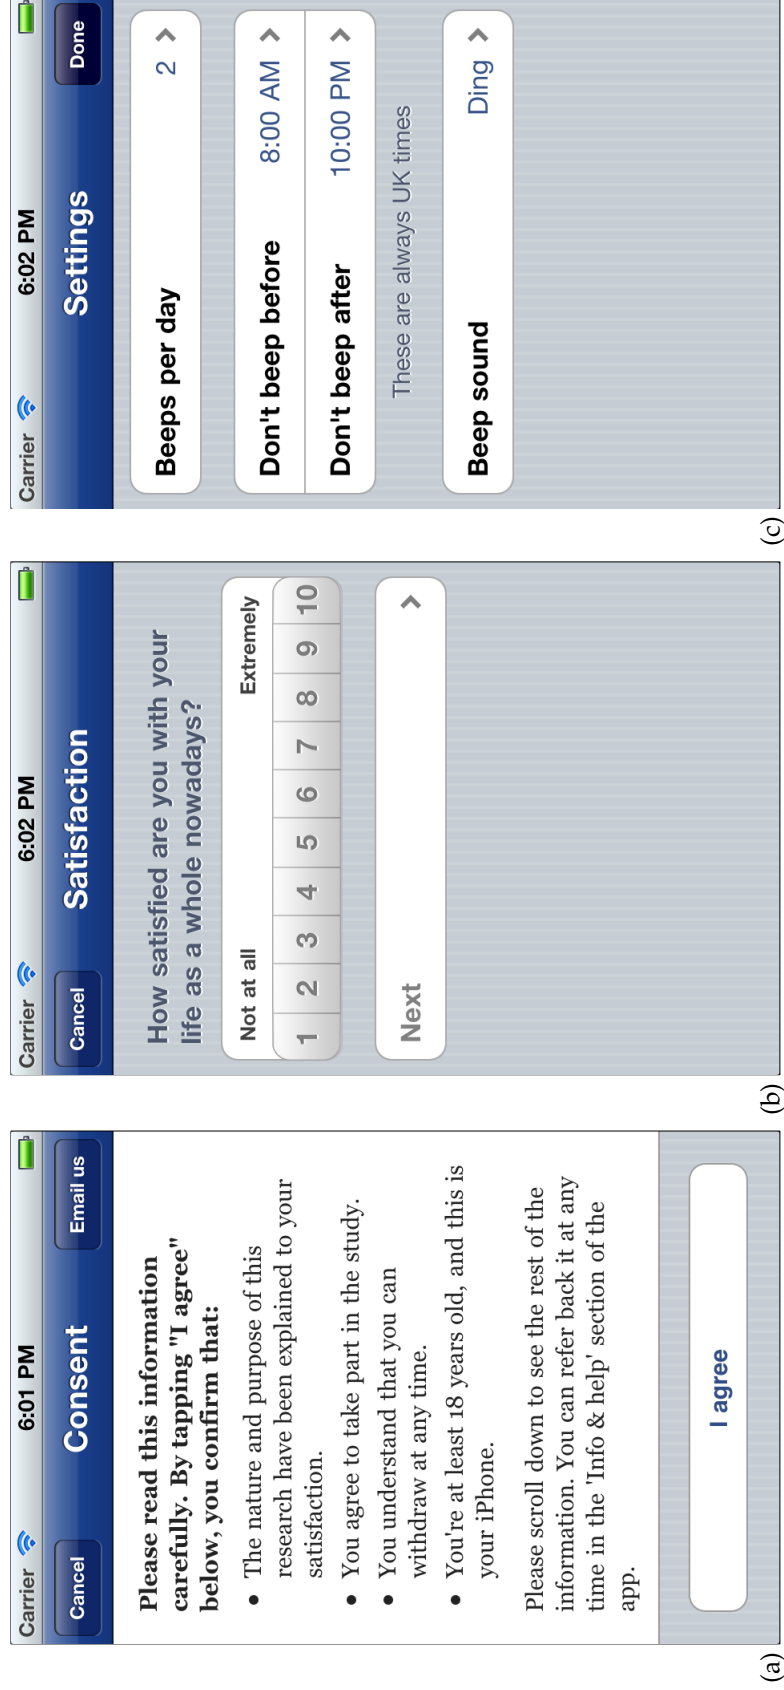 Carrier 6:01 PM
Cancel Consent Email us
Please read this information
carefully. By tapping "I agree"
below, you confirm that:
• The nature and purpose of this
research have been explained to your
satisfaction.
• You agree to take part in the study.
• You understand that you can
withdraw at any time.
• You're at least 18 years old, and this is
your iPhone.
Please scroll down to see the rest of the
information. You can refer back it at any
time in the 'Info & help' section of the
app.
I agree
(a)
Carrier 6:02 PM
Cancel Satisfaction
How satisfied are you with your
life as a whole nowadays?
Not at all Extremely
1 2 3 4 5 6 7 8 9 10
Next
(b)
Carrier 6:02 PM
Settings Done
Beeps per day 2
Don't beep before 8:00 AM
Don't beep after 10:00 PM
These are always UK times
Beep sound Ding
(c)